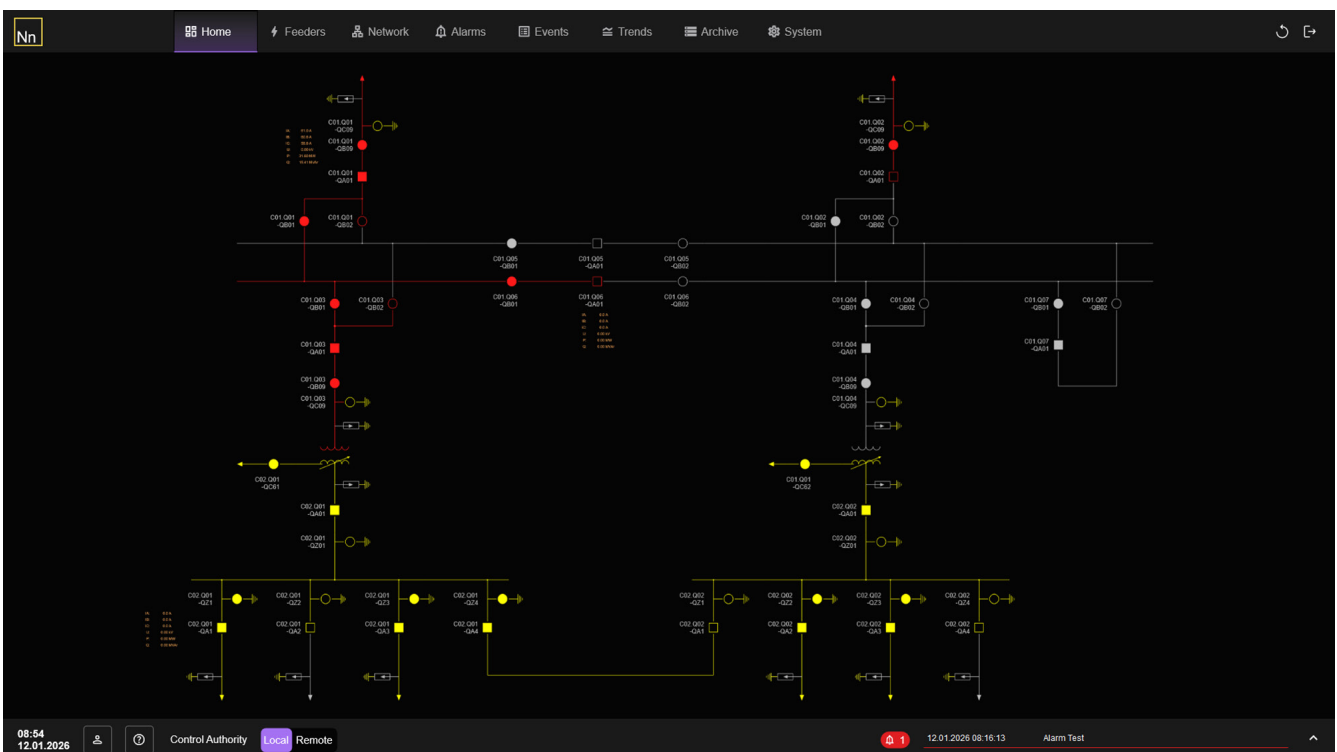 Nn
Home
Feeders
Network
Alarms
Events
Trends
Archive
System
C01.Q01
-QC09
C01.Q01
-QB09
C01.Q01
-QA01
C01.Q01
-QB01
C01.Q01
-QB02
C01.Q02
-QC09
C01.Q02
-QB09
C01.Q02
-QA01
C01.Q02
-QB01
C01.Q02
-QB02
C01.Q05
-QB01
C01.Q05
-QA01
C01.Q05
-QB02
C01.Q06
-QB01
C01.Q06
-QA01
C01.Q06
-QB02
C01.Q03
-QB01
C01.Q03
-QB02
C01.Q04
-QB01
C01.Q04
-QB02
C01.Q07
-QB01
C01.Q07
-QB02
C01.Q03
-QA01
C01.Q04
-QA01
C01.Q07
-QA01
C01.Q03
-QB09
C01.Q03
-QC09
C01.Q04
-QB09
C01.Q04
-QC09
C02.Q01
-QC61
C01.Q01
-QC62
C02.Q01
-QA01
C02.Q02
-QA01
C02.Q01
-QZ01
C02.Q02
-QZ01
C02.Q01
-QZ1
C02.Q01
-QZ2
C02.Q01
-QZ3
C02.Q01
-QZ4
C02.Q02
-QZ1
C02.Q02
-QZ2
C02.Q02
-QZ3
C02.Q02
-QZ4
C02.Q01
-QA1
C02.Q01
-QA2
C02.Q01
-QA3
C02.Q01
-QA4
C02.Q02
-QA1
C02.Q02
-QA2
C02.Q02
-QA3
C02.Q02
-QA4
08:54
12.01.2026
Control Authority
Local Remote
1
12.01.2026 08:16:13 Alarm Test